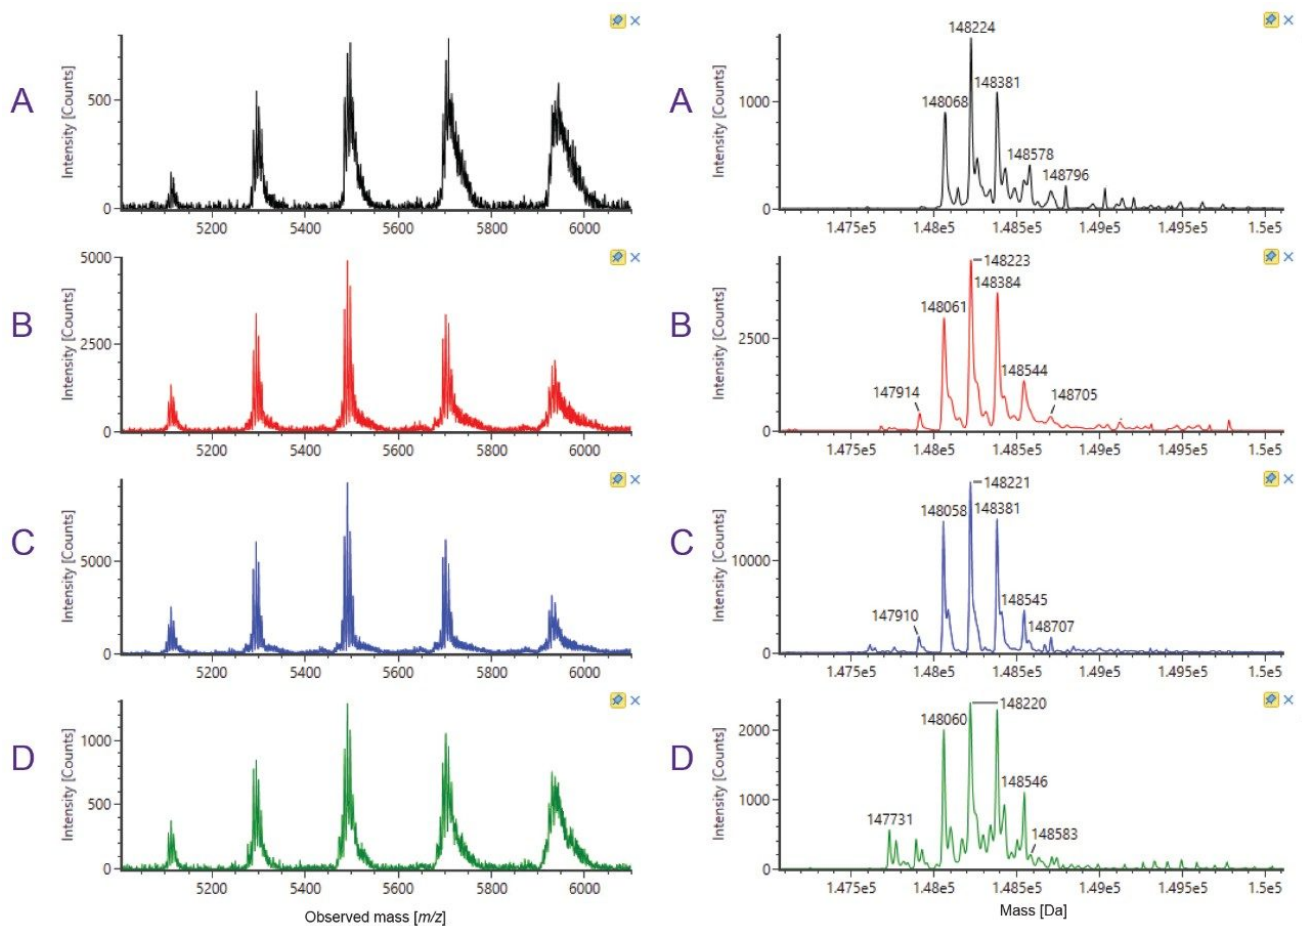 A
Intensity [Counts]
500
0
5200
5400
5600
5800
6000
A
Intensity [Counts]
1000
0
148224
148381
148068
148578
148796
1.475e5
1.48e5
1.485e5
1.49e5
1.495e5
1.5e5
B
Intensity [Counts]
5000
2500
0
5200
5400
5600
5800
6000
B
Intensity [Counts]
2500
0
148223
148384
148061
148544
147914
148705
1.475e5
1.48e5
1.485e5
1.49e5
1.495e5
1.5e5
C
Intensity [Counts]
5000
0
5200
5400
5600
5800
6000
C
Intensity [Counts]
10000
0
148221
148058
148381
148545
147910
148707
1.475e5
1.48e5
1.485e5
1.49e5
1.495e5
1.5e5
D
Intensity [Counts]
1000
500
0
5200
5400
5600
5800
6000
Observed mass [m/z]
D
Intensity [Counts]
2000
1000
0
148220
148060
148546
147731
148583
1.475e5
1.48e5
1.485e5
1.49e5
1.495e5
1.5e5
Mass [Da]